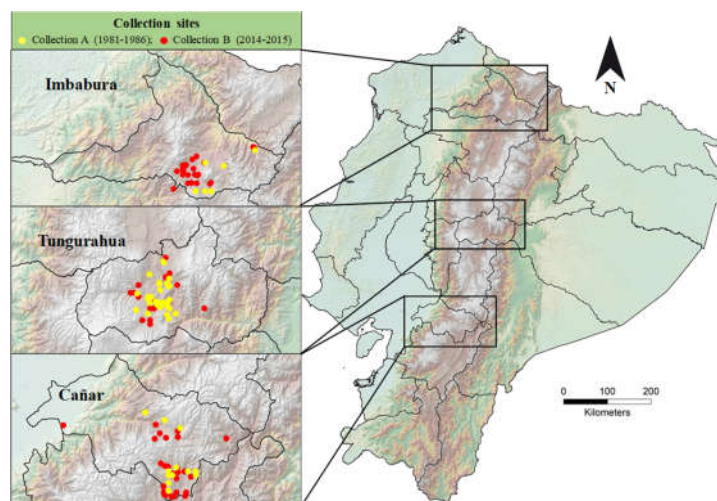 Collection sites
Collection A (1981-1986); Collection B (2014-2015)
Imbabura
N
Tungurahua
Cañar
0 100 200
Kilometers